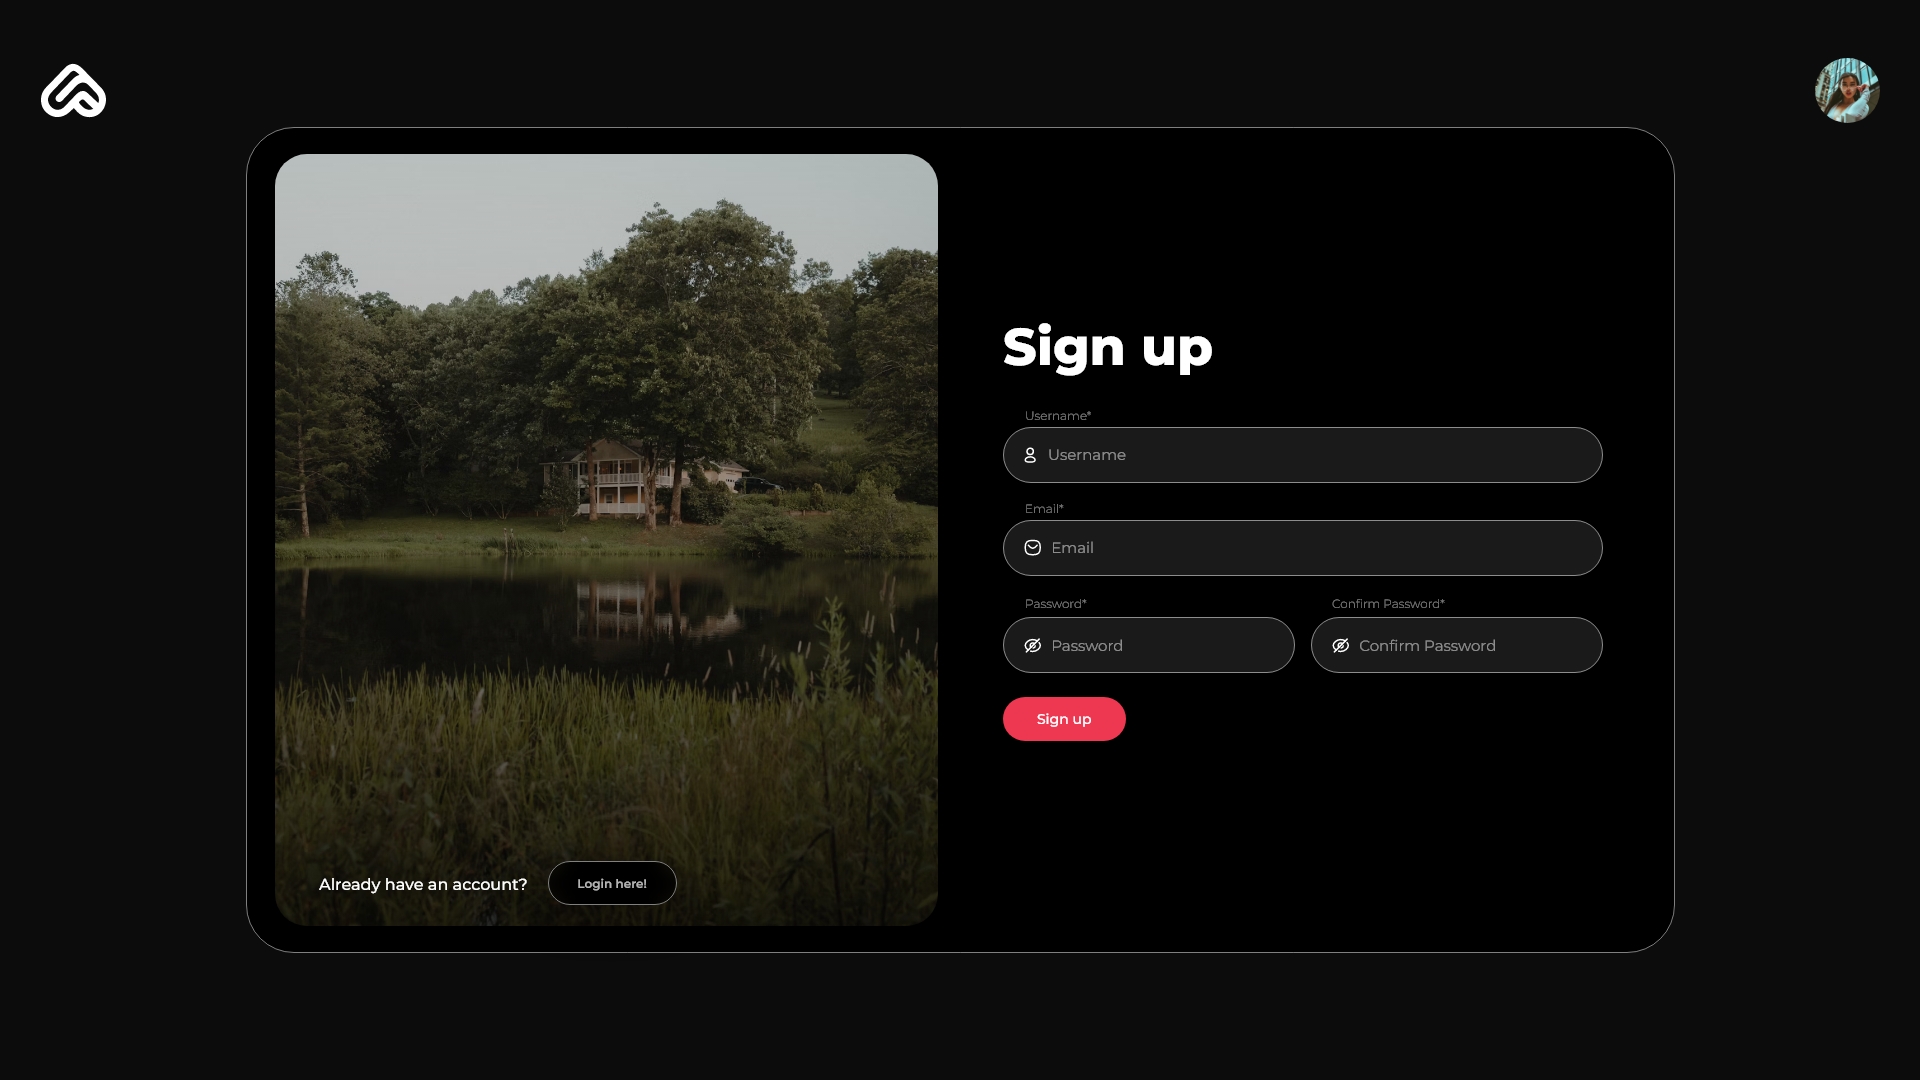 Sign up
Username*
Username
Email*
Email
Password*
Confirm Password*
Password
Confirm Password
Sign up
Already have an account?
Login here!